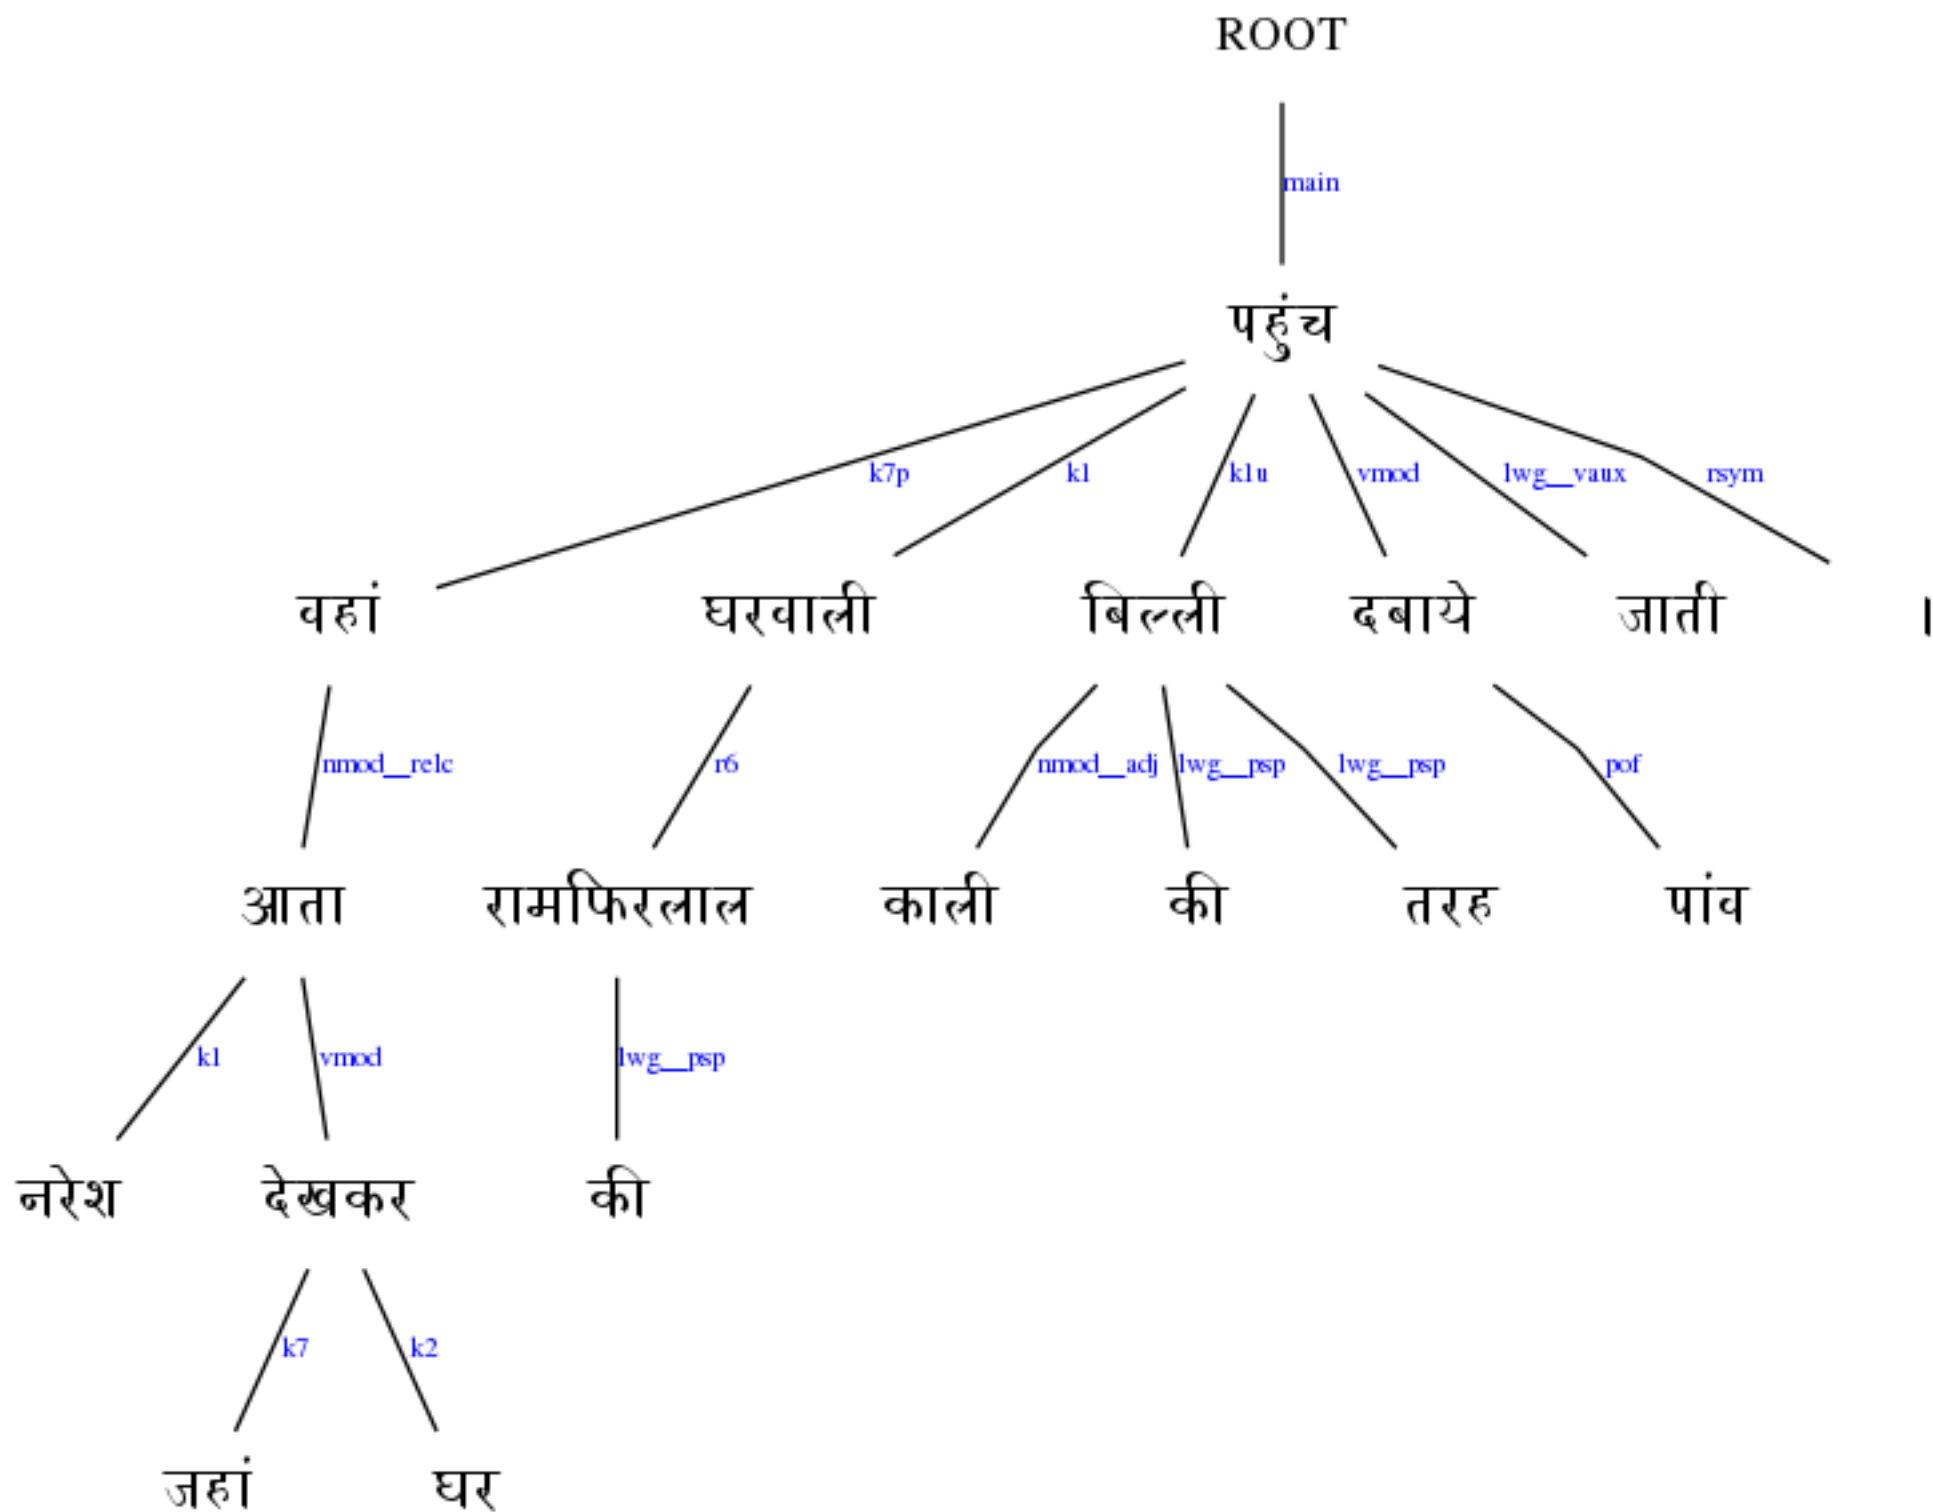 ROOT
main
पहुंच
k7p k1 k1u vmod lwg__vaux rsym
वहां घरवाली बिल्ली दबाये जाती ।
nmod__relc r6 nmod__adj lwg__psp lwg__psp pof
आता रामफिरलाल काली की तरह पांव
k1 vmod lwg__psp
नरेश देखकर की
k7 k2
जहां घर